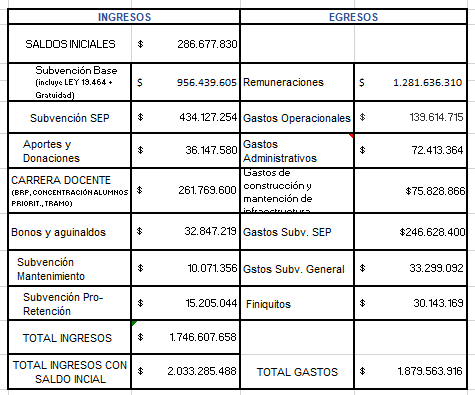 INGRESOS EGRESOS
SALDOS INICIALES $ 286.677.830
Subvención Base
(incluye LEY 19.464 +
Gratuidad) $ 956.439.605 Remuneraciones $ 1.281.636.310
Subvención SEP $ 434.127.254 Gastos Operacionales $ 139.614.715
Aportes y
Donaciones $ 36.147.580 Gastos
Administrativos $ 72.413.364
CARRERA DOCENTE
(BRP, CONCENTRACIÓN ALUMNOS
PRIORIT., TRAMO) $ 261.769.600 Gastos de
construcción y
mantención de
infraestructura $75.828.866
Bonos y aguinaldos $ 32.847.219 Gastos Subv. SEP $246.628.400
Subvención
Mantenimiento $ 10.071.356 Gstos Subv. General $ 33.299.092
Subvención Pro-
Retención $ 15.205.044 Finiquitos $ 30.143.169
TOTAL INGRESOS $ 1.746.607.658
TOTAL INGRESOS CON
SALDO INCIAL $ 2.033.285.488 TOTAL GASTOS $ 1.879.563.916